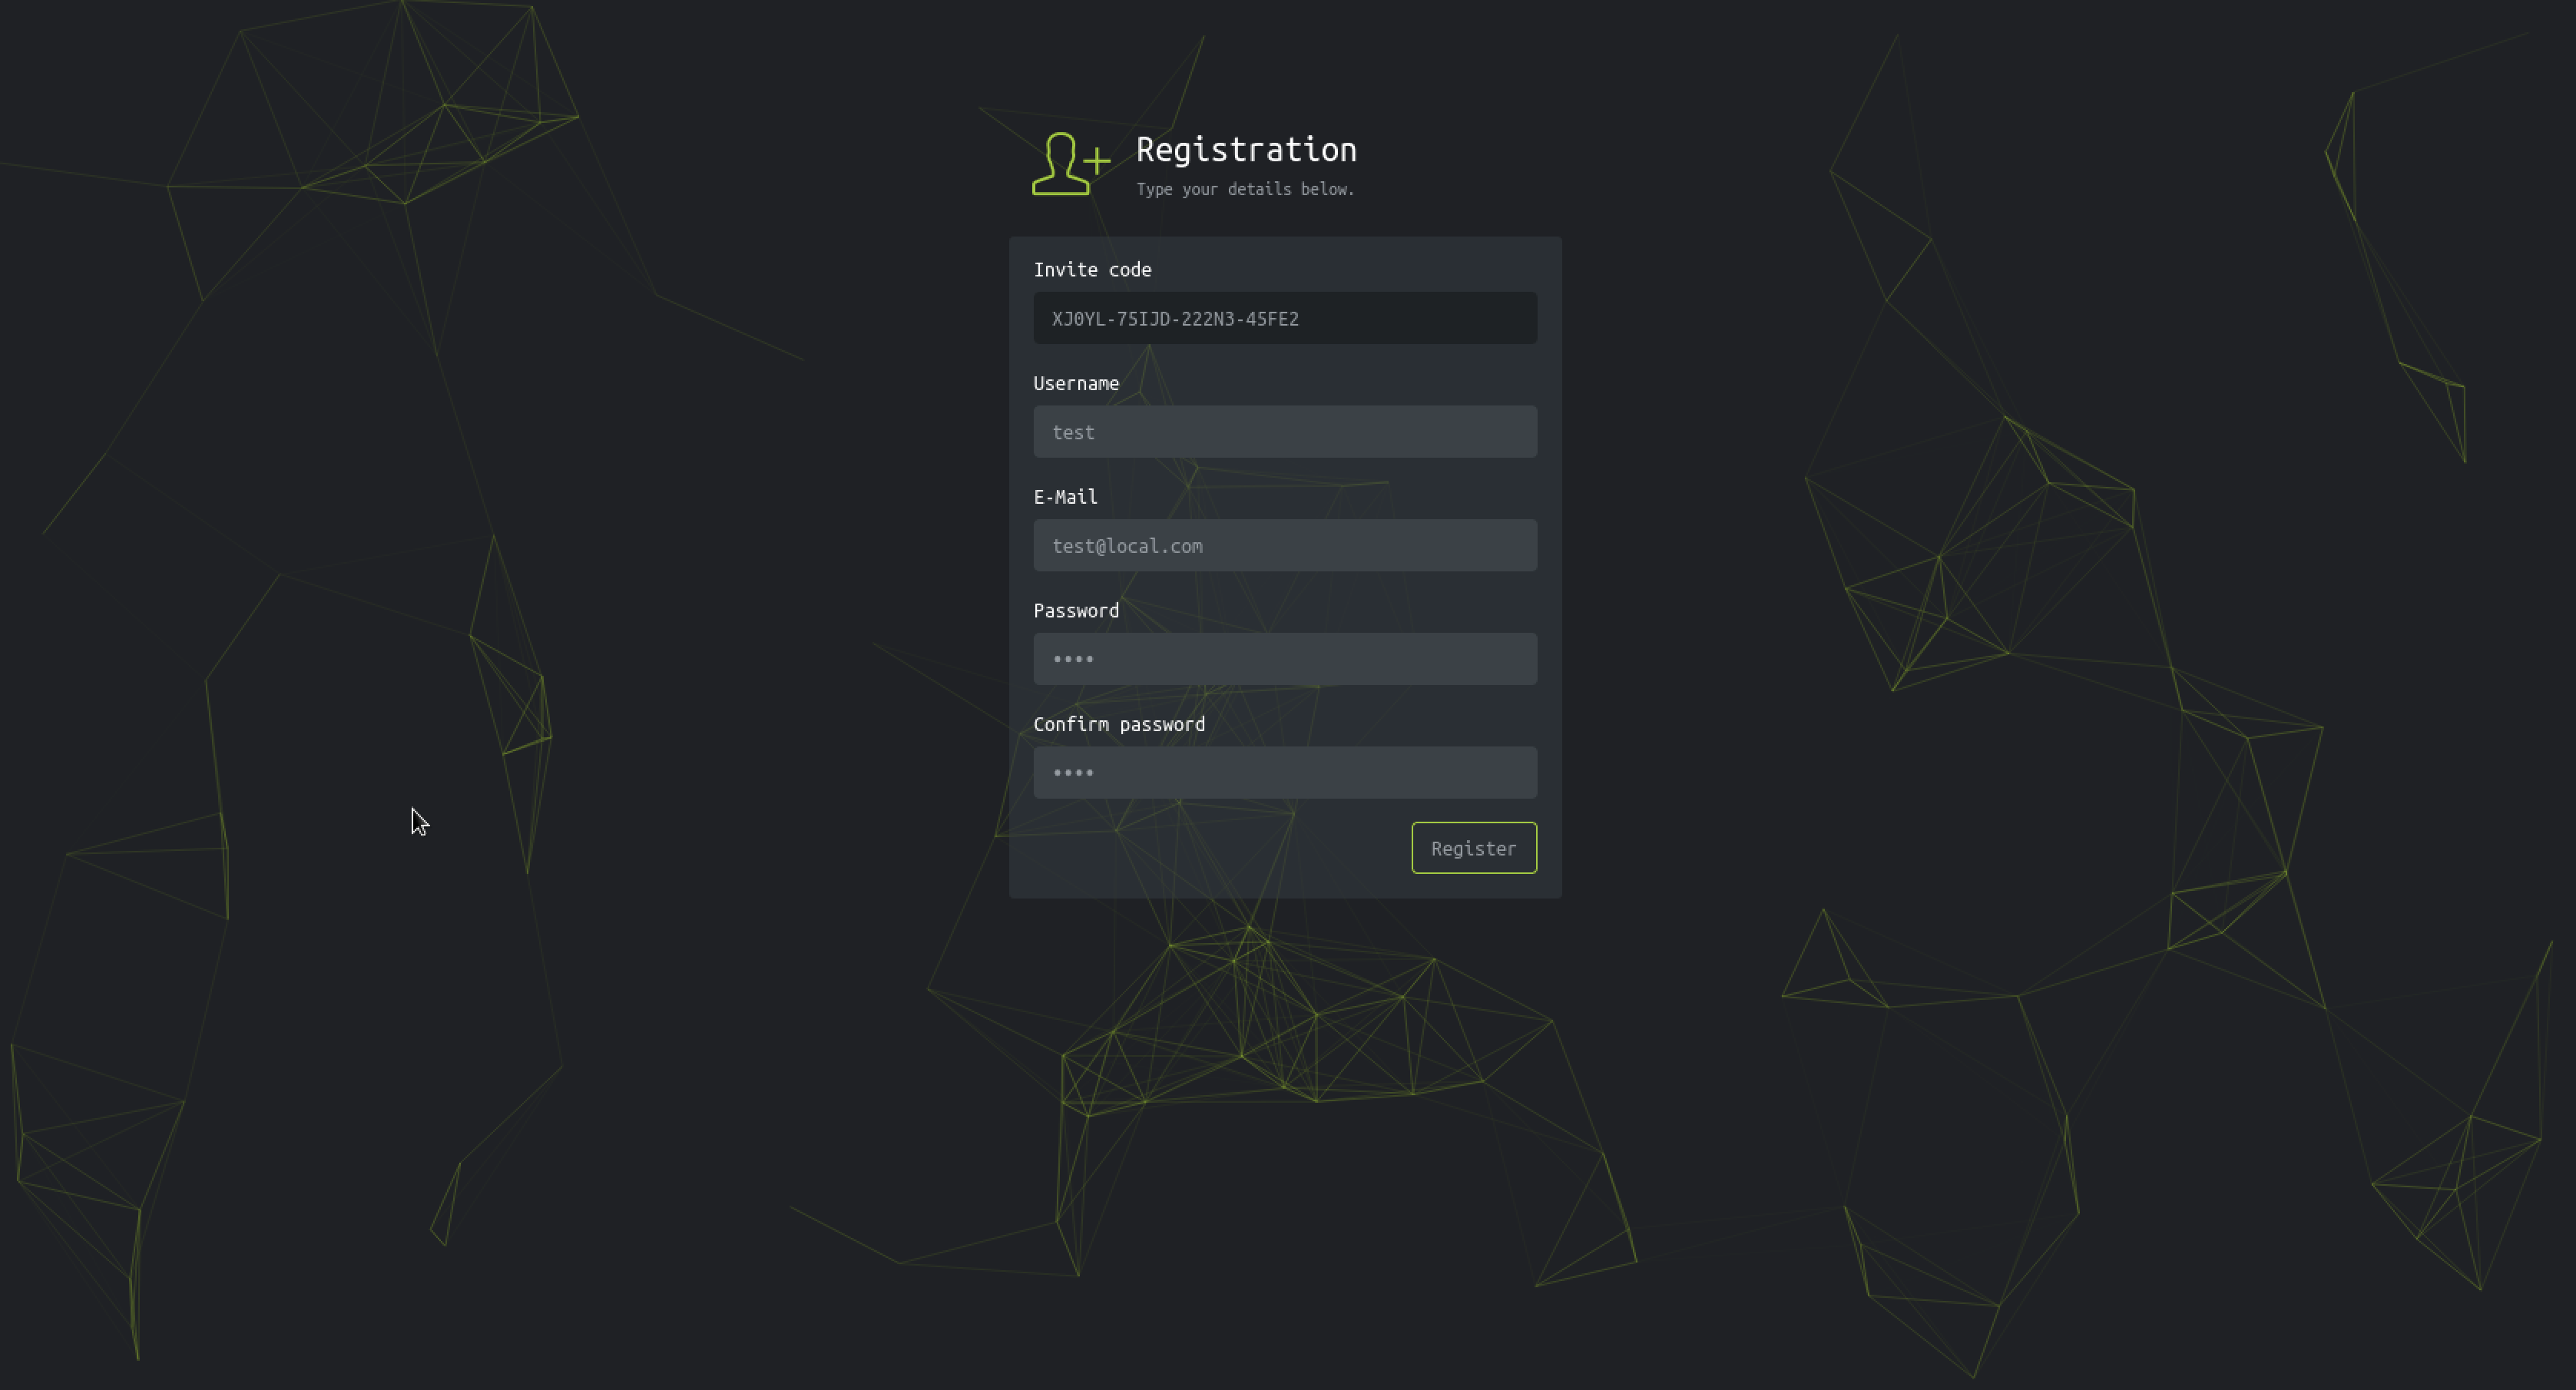 Registration
Type your details below.
Invite code
XJ0YL-75IJD-222N3-45FE2
Username
test
E-Mail
test@local.com
Password
••••
Confirm password
••••
Register